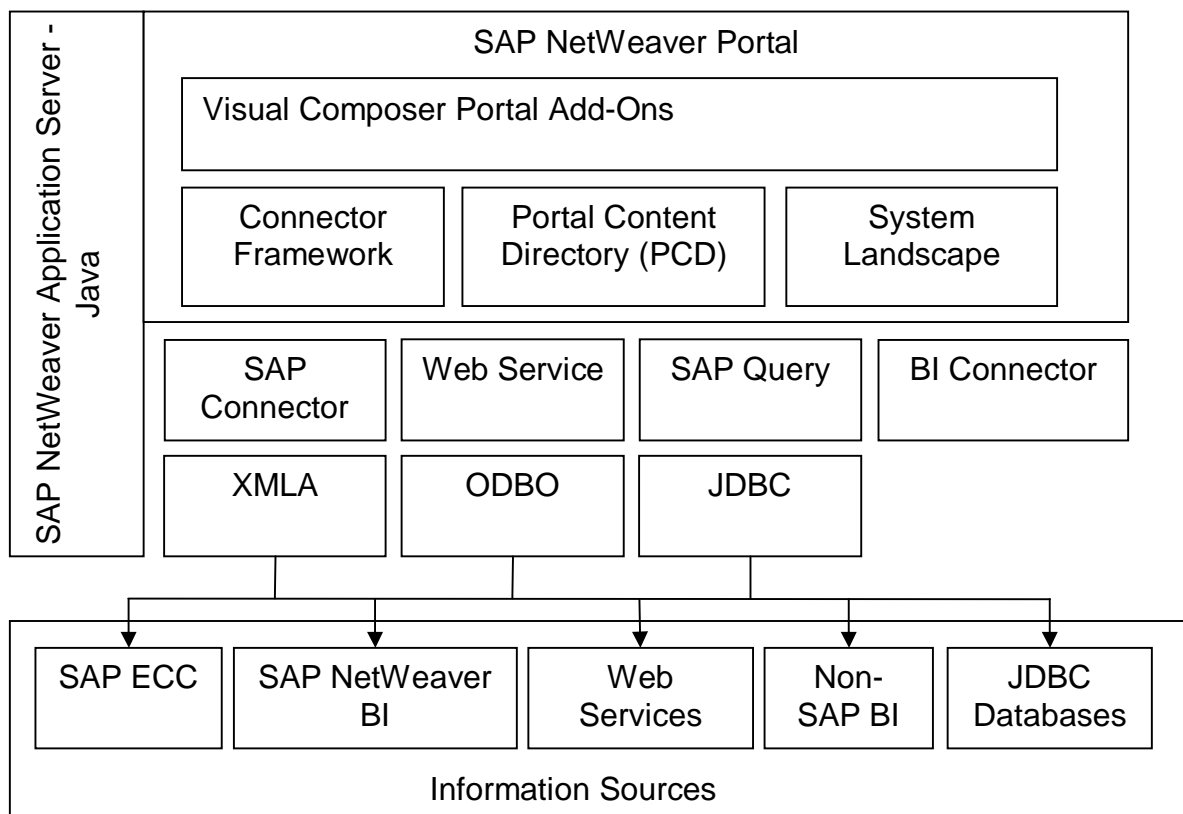 SAP NetWeaver Application Server -
Java
SAP NetWeaver Portal
Visual Composer Portal Add-Ons
Connector
Framework
Portal Content
Directory (PCD)
System
Landscape
SAP
Connector
Web Service
SAP Query
BI Connector
XMLA
ODBO
JDBC
SAP ECC
SAP NetWeaver
BI
Web
Services
Non-
SAP BI
JDBC
Databases
Information Sources